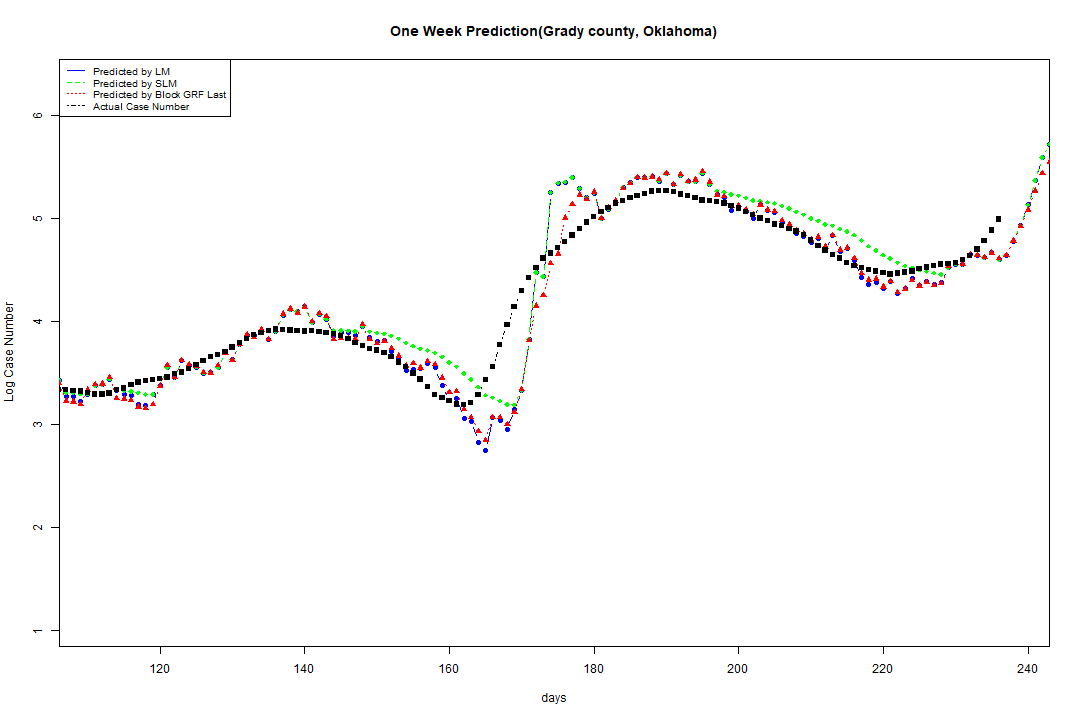 One Week Prediction(Grady county, Oklahoma)
Predicted by LM
Predicted by SLM
Predicted by Block GRF Last
Actual Case Number
6
5
4
3
2
1
Log Case Number
120 140 160 180 200 220 240
days